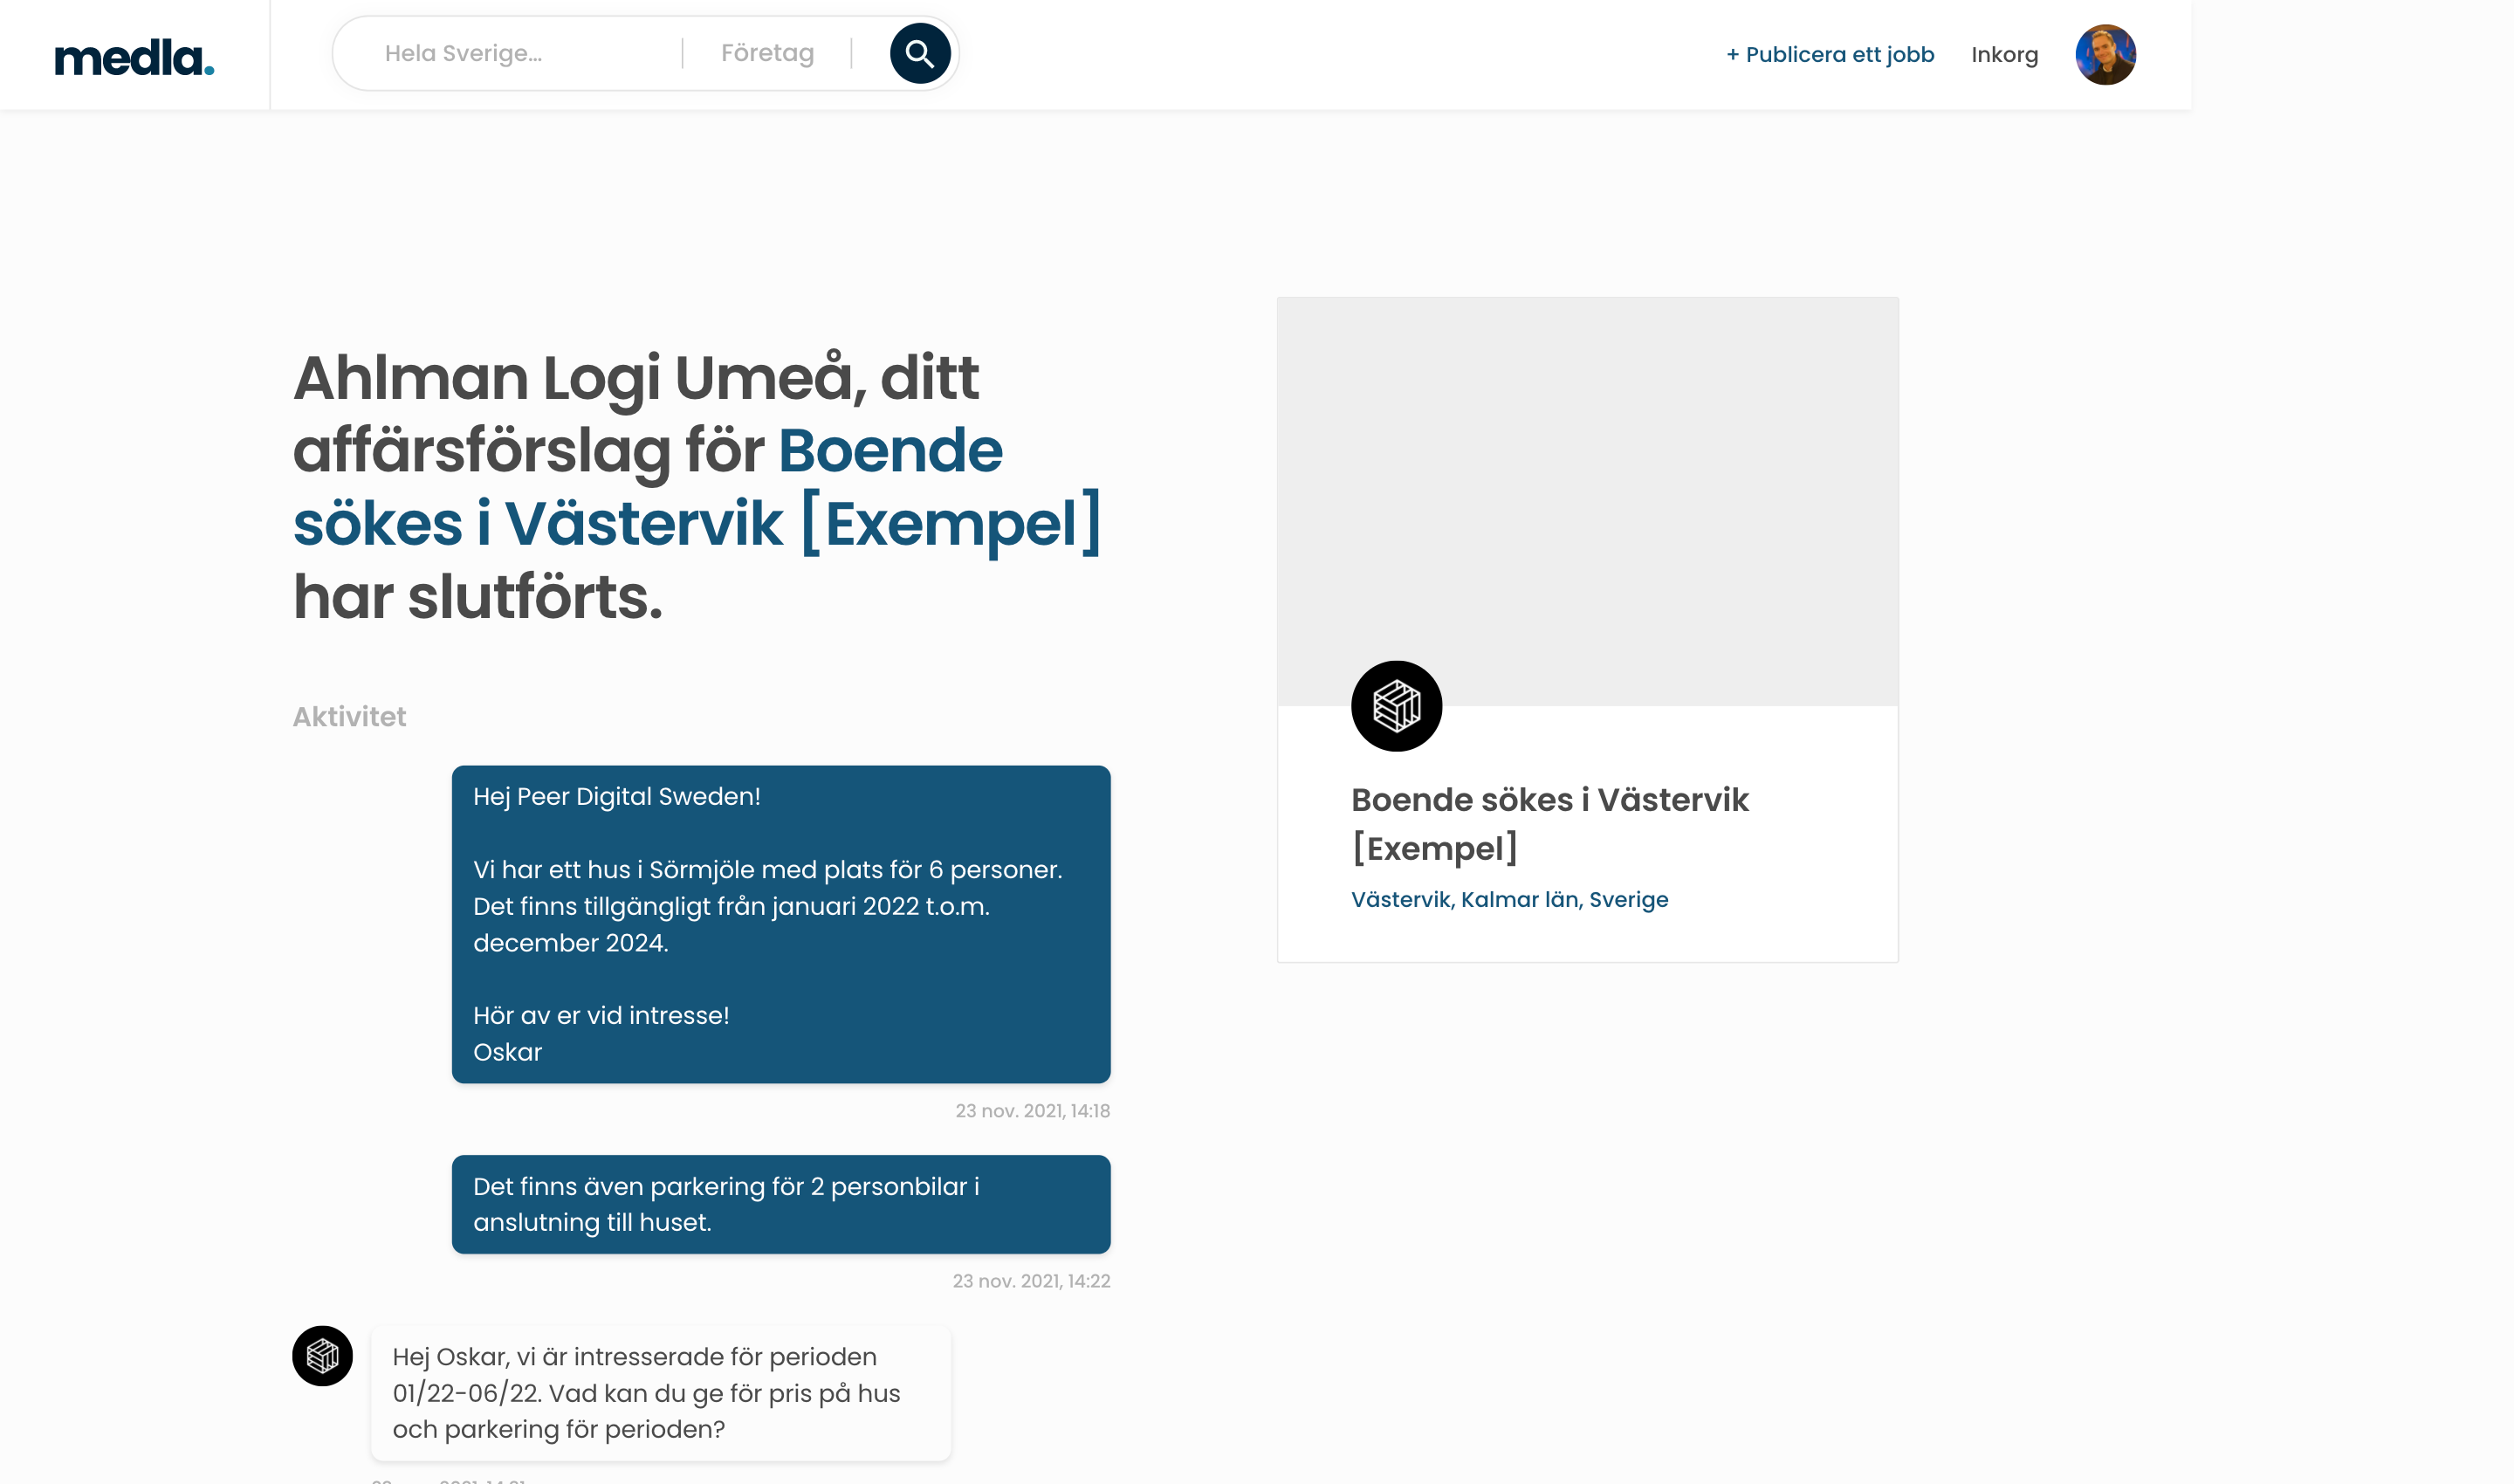 medla.
Hela Sverige...
Företag
+ Publicera ett jobb
Inkorg
Ahlman Logi Umeå, ditt
affärsförslag för Boende
sökes i Västervik [Exempel]
har slutförts.
Aktivitet
Hej Peer Digital Sweden!
Vi har ett hus i Sörmjöle med plats för 6 personer.
Det finns tillgängligt från januari 2022 t.o.m.
december 2024.
Hör av er vid intresse!
Oskar
23 nov. 2021, 14:18
Det finns även parkering för 2 personbilar i
anslutning till huset.
23 nov. 2021, 14:22
Hej Oskar, vi är intresserade för perioden
01/22-06/22. Vad kan du ge för pris på hus
och parkering för perioden?
Boende sökes i Västervik
[Exempel]
Västervik, Kalmar län, Sverige